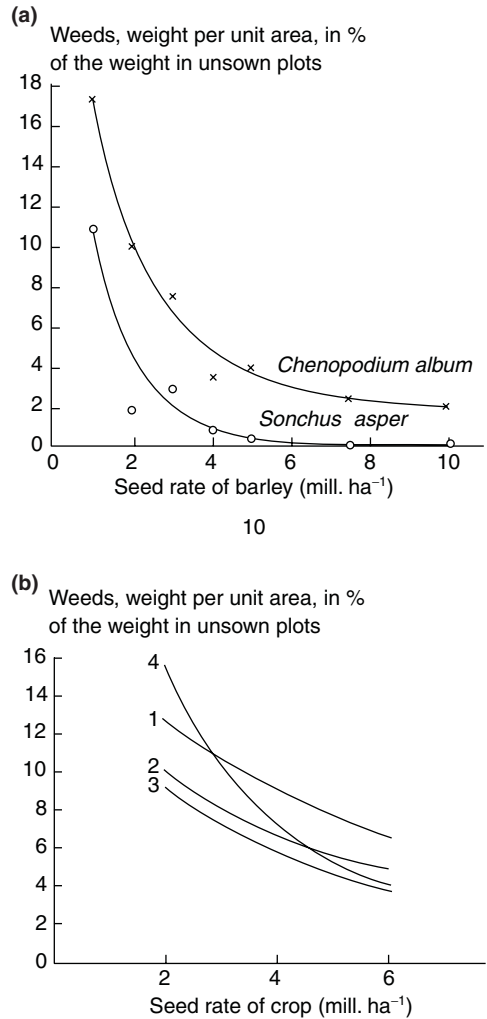 (a)
Weeds, weight per unit area, in %
of the weight in unsown plots
18
16
14
12
10
8
6
4
2
0
Chenopodium album
Sonchus asper
0 2 4 6 8 10
Seed rate of barley (mill. ha⁻¹)
10
(b)
Weeds, weight per unit area, in %
of the weight in unsown plots
16
14
12
10
8
6
4
2
0
4
1
2
3
2 4 6
Seed rate of crop (mill. ha⁻¹)